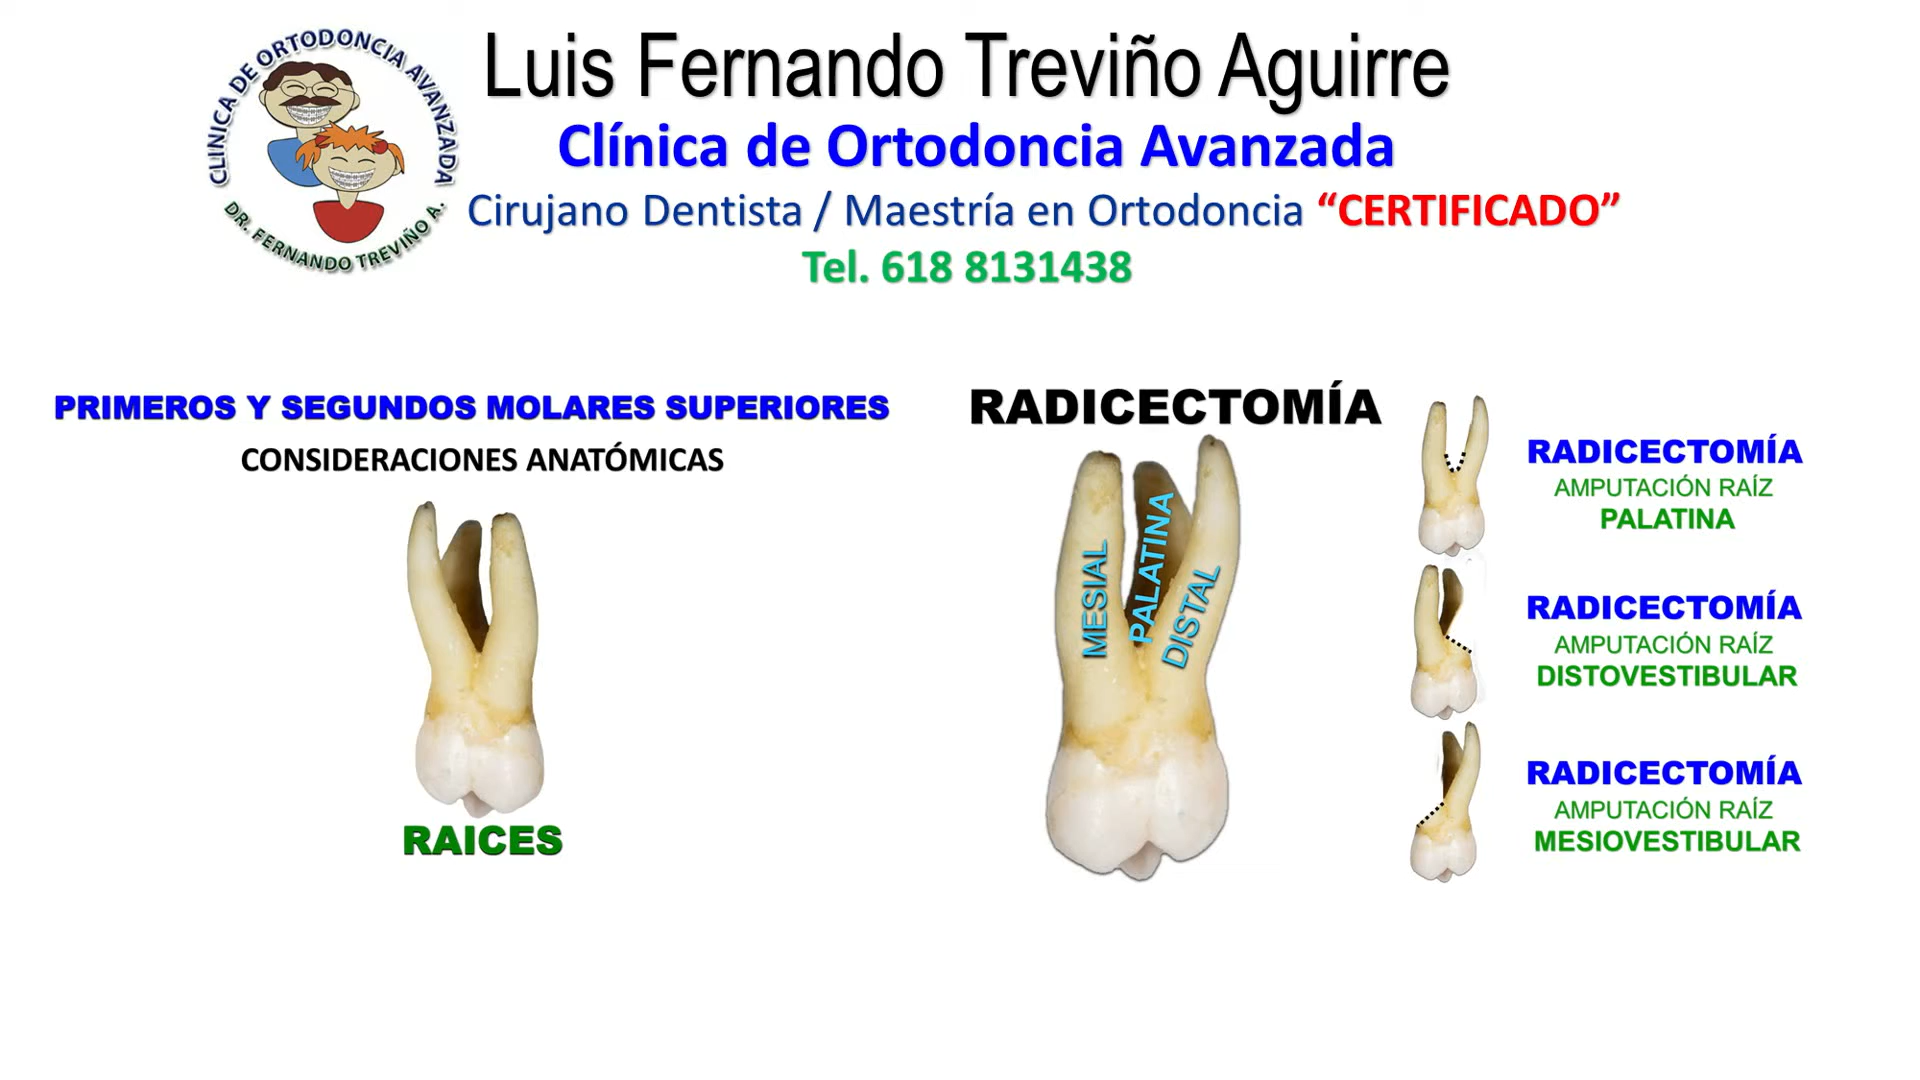 CLINICA DE ORTODONCIA AVANZADA
DR. FERNANDO TREVIÑO A.
Luis Fernando Treviño Aguirre
Clínica de Ortodoncia Avanzada
Cirujano Dentista / Maestría en Ortodoncia “CERTIFICADO”
Tel. 618 8131438
PRIMEROS Y SEGUNDOS MOLARES SUPERIORES
CONSIDERACIONES ANATÓMICAS
RAICES
RADICECTOMÍA
MESIAL
PALATINA
DISTAL
RADICECTOMÍA
AMPUTACIÓN RAÍZ
PALATINA
RADICECTOMÍA
AMPUTACIÓN RAÍZ
DISTOVESTIBULAR
RADICECTOMÍA
AMPUTACIÓN RAÍZ
MESIOVESTIBULAR